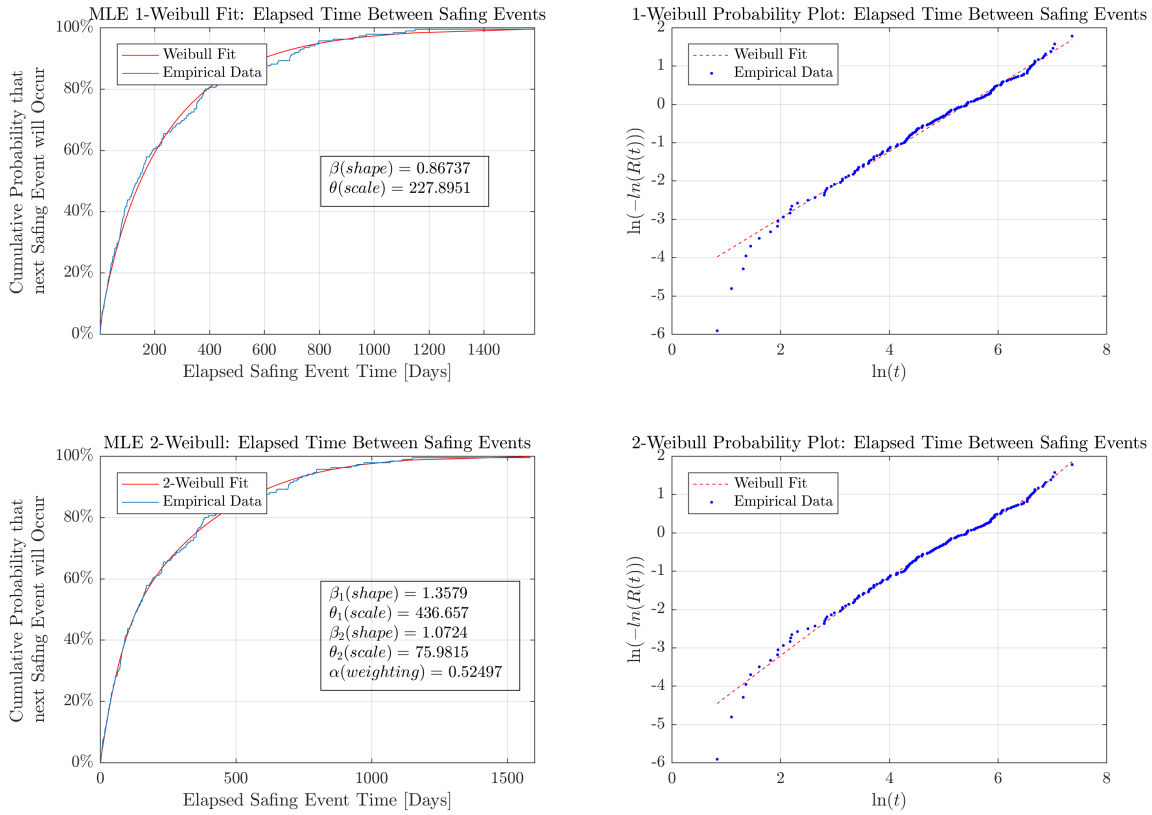 MLE 1-Weibull Fit: Elapsed Time Between Safing Events
100%
80%
60%
40%
20%
0%
Cumulative Probability that
next Safing Event will Occur
Weibull Fit
Empirical Data
β(shape) = 0.86737
θ(scale) = 227.8951
200 400 600 800 1000 1200 1400
Elapsed Safing Event Time [Days]
1-Weibull Probability Plot: Elapsed Time Between Safing Events
2
1
0
-1
-2
-3
-4
-5
-6
ln(−ln(R(t)))
Weibull Fit
Empirical Data
0 2 4 6 8
ln(t)
MLE 2-Weibull: Elapsed Time Between Safing Events
100%
80%
60%
40%
20%
0%
Cumulative Probability that
next Safing Event will Occur
2-Weibull Fit
Empirical Data
β₁(shape) = 1.3579
θ₁(scale) = 436.657
β₂(shape) = 1.0724
θ₂(scale) = 75.9815
α(weighting) = 0.52497
0 500 1000 1500
Elapsed Safing Event Time [Days]
2-Weibull Probability Plot: Elapsed Time Between Safing Events
2
1
0
-1
-2
-3
-4
-5
-6
ln(−ln(R(t)))
Weibull Fit
Empirical Data
0 2 4 6 8
ln(t)